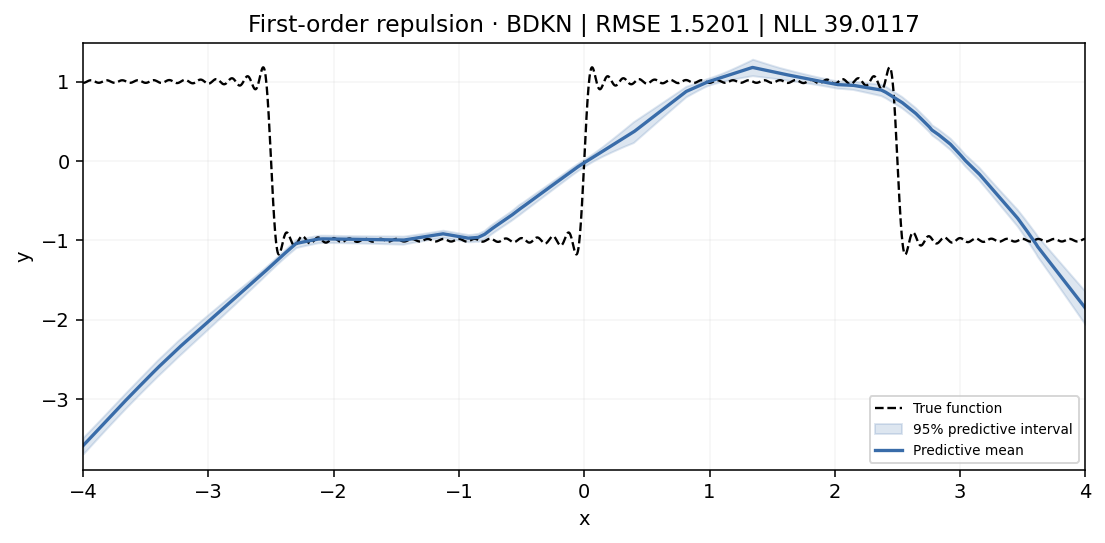 First-order repulsion · BDKN | RMSE 1.5201 | NLL 39.0117
y
1
0
−1
−2
−3
−4
−3
−2
−1
0
1
2
3
4
x
True function
95% predictive interval
Predictive mean